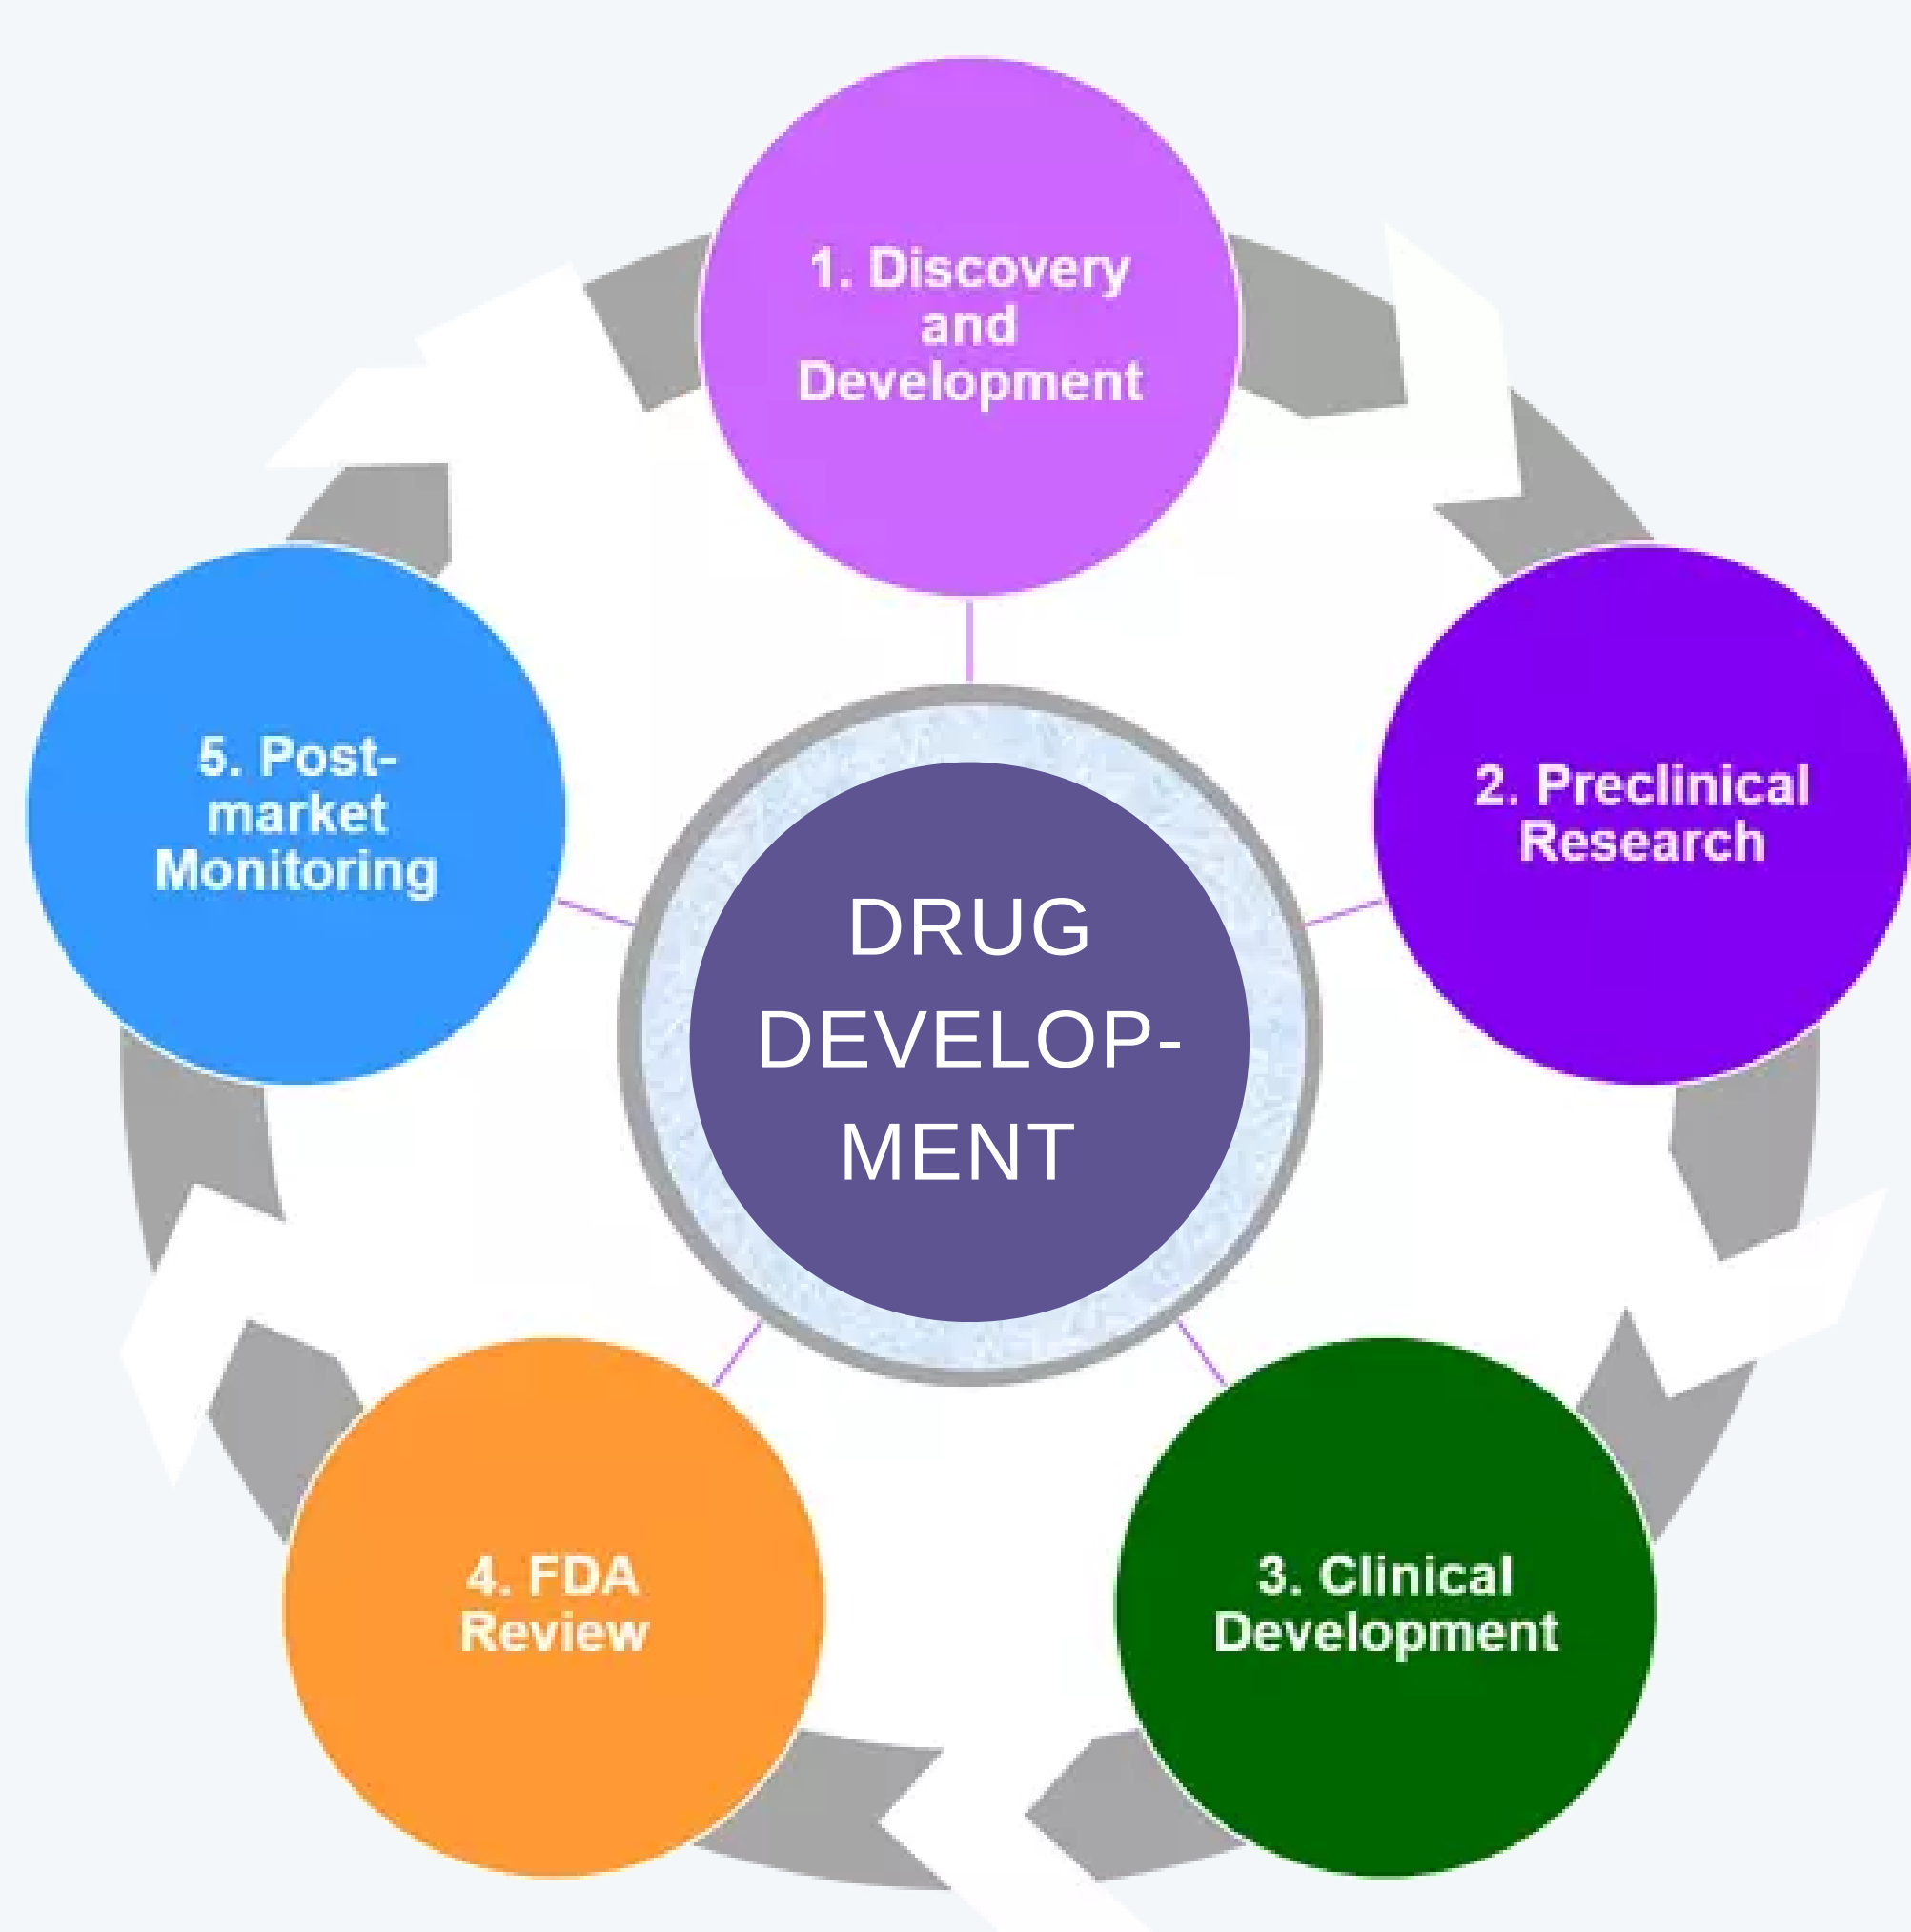 1. Discovery
and
Development
2. Preclinical
Research
3. Clinical
Development
4. FDA
Review
5. Post-
market
Monitoring
DRUG
DEVELOP-
MENT